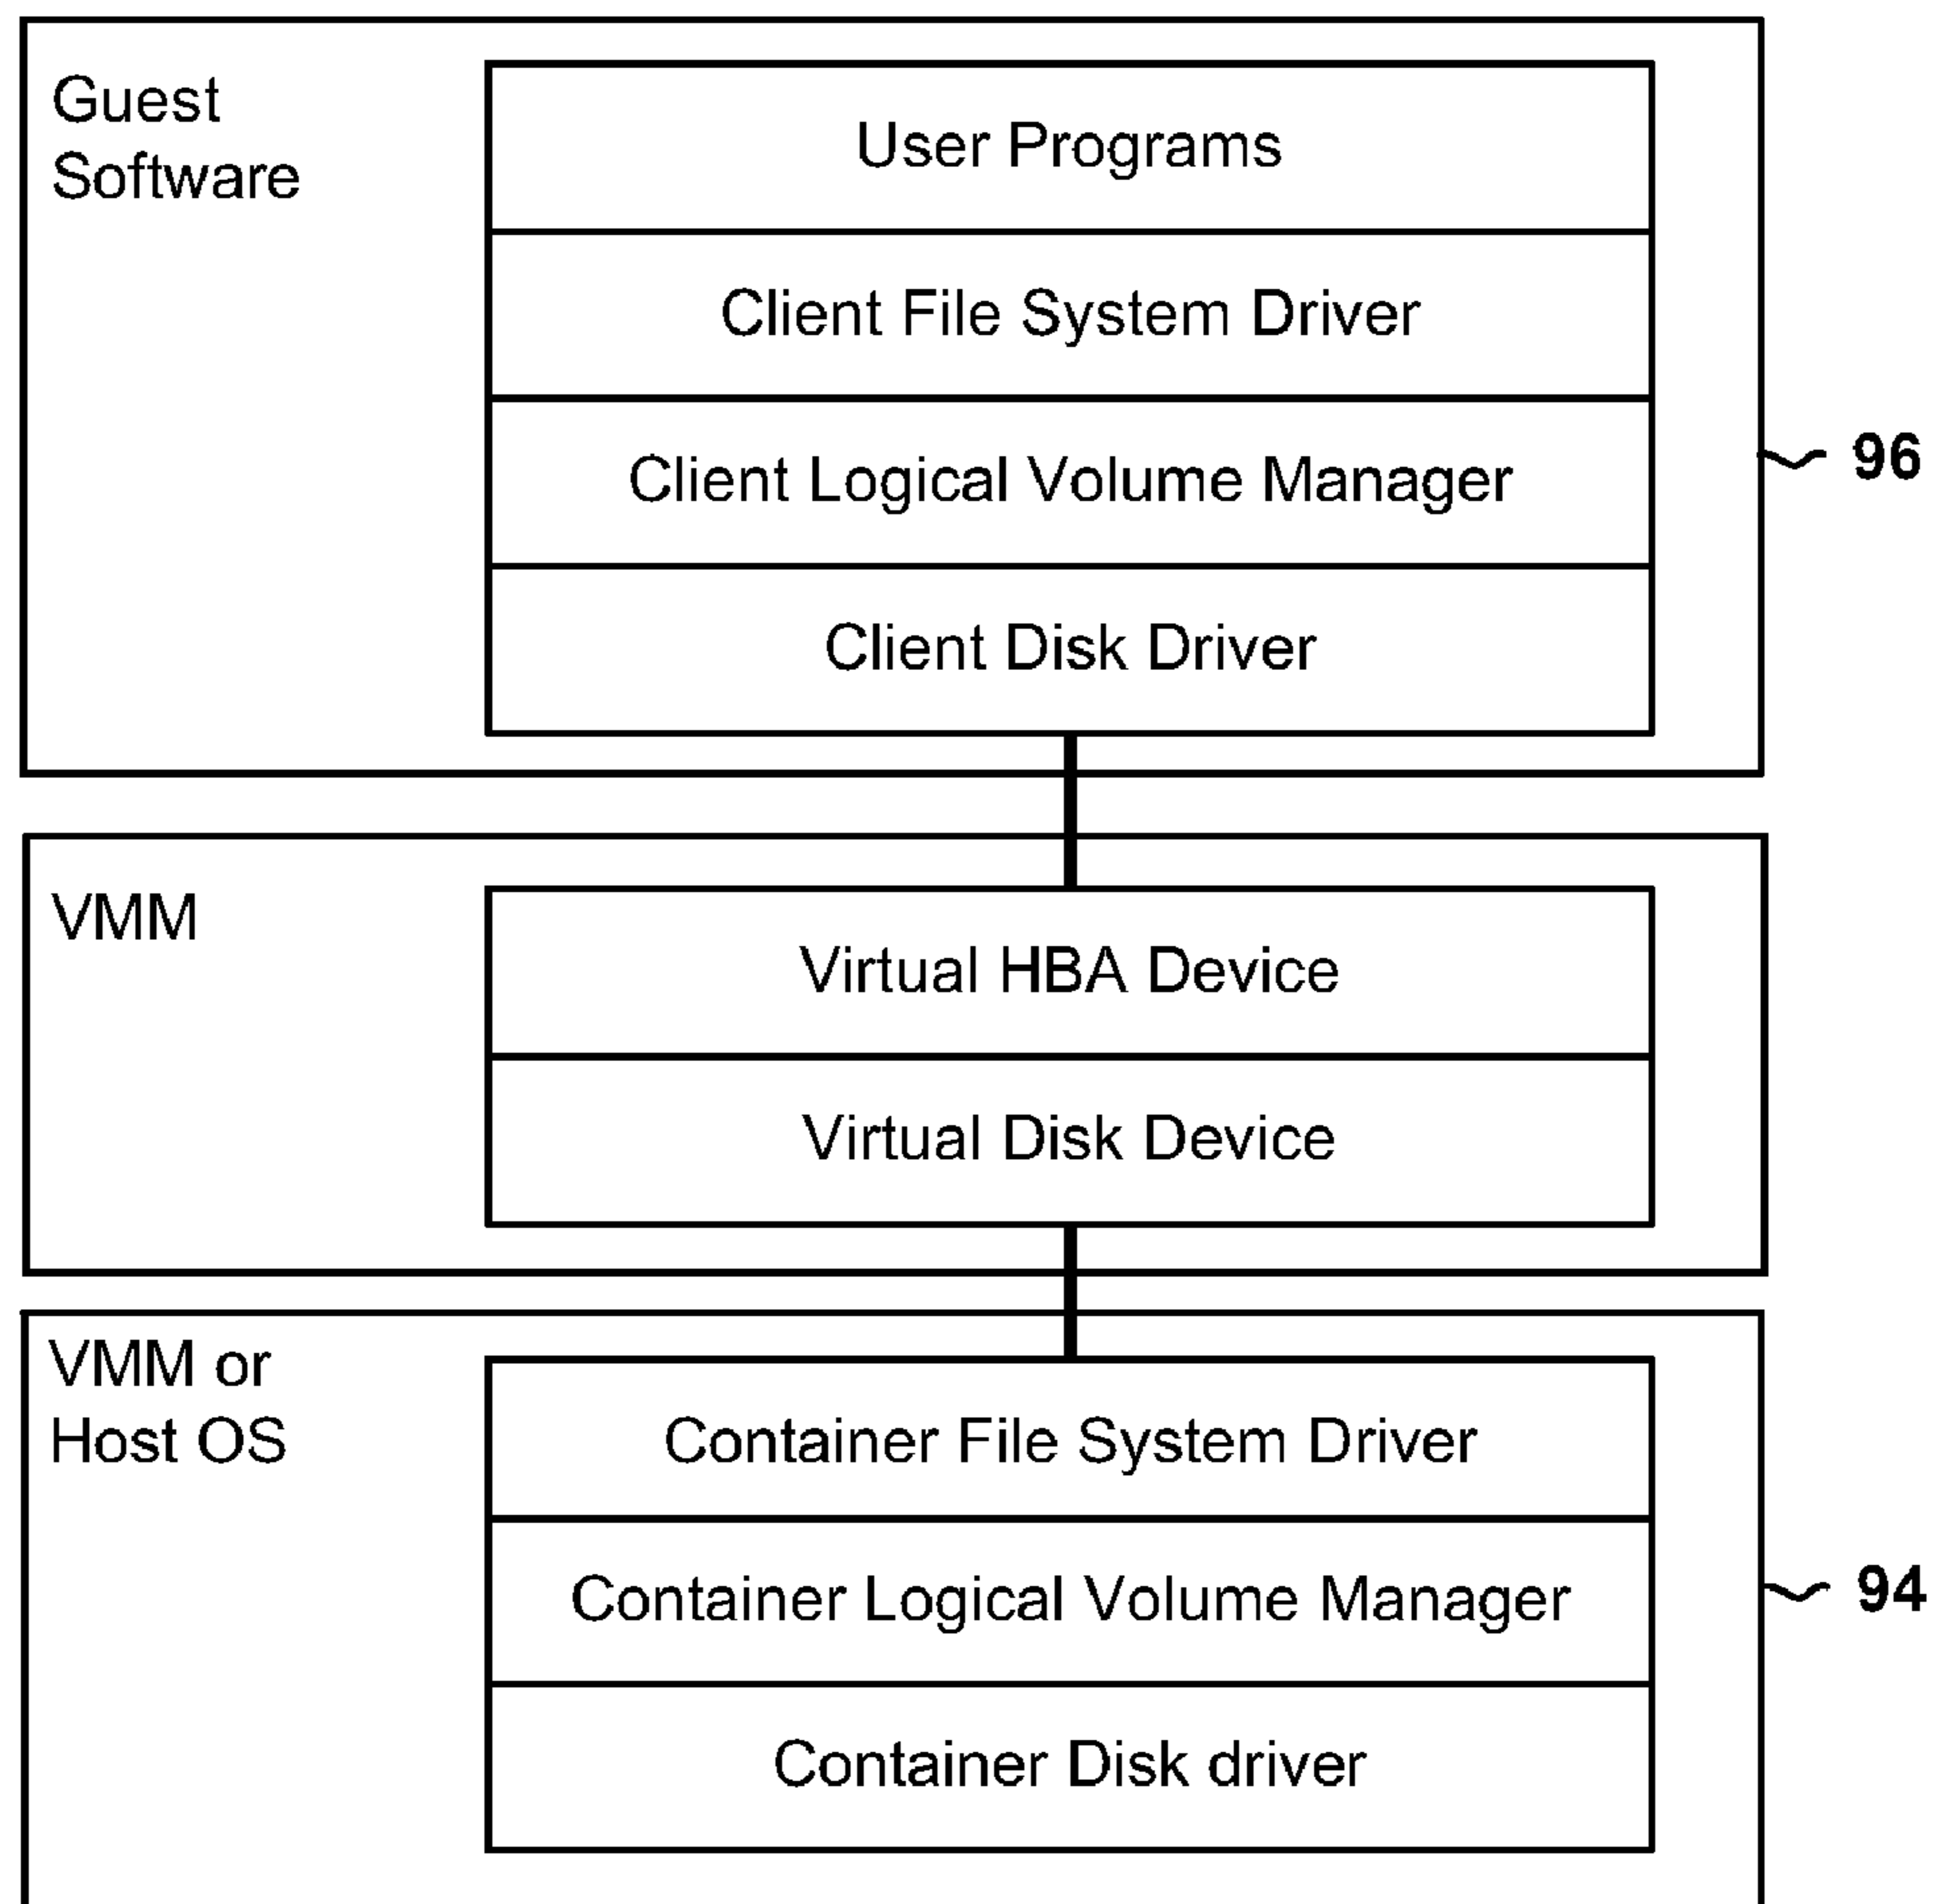 Guest
Software
User Programs
Client File System Driver
Client Logical Volume Manager
96
Client Disk Driver
VMM
Virtual HBA Device
Virtual Disk Device
VMM or
Host OS
Container File System Driver
Container Logical Volume Manager
94
Container Disk driver